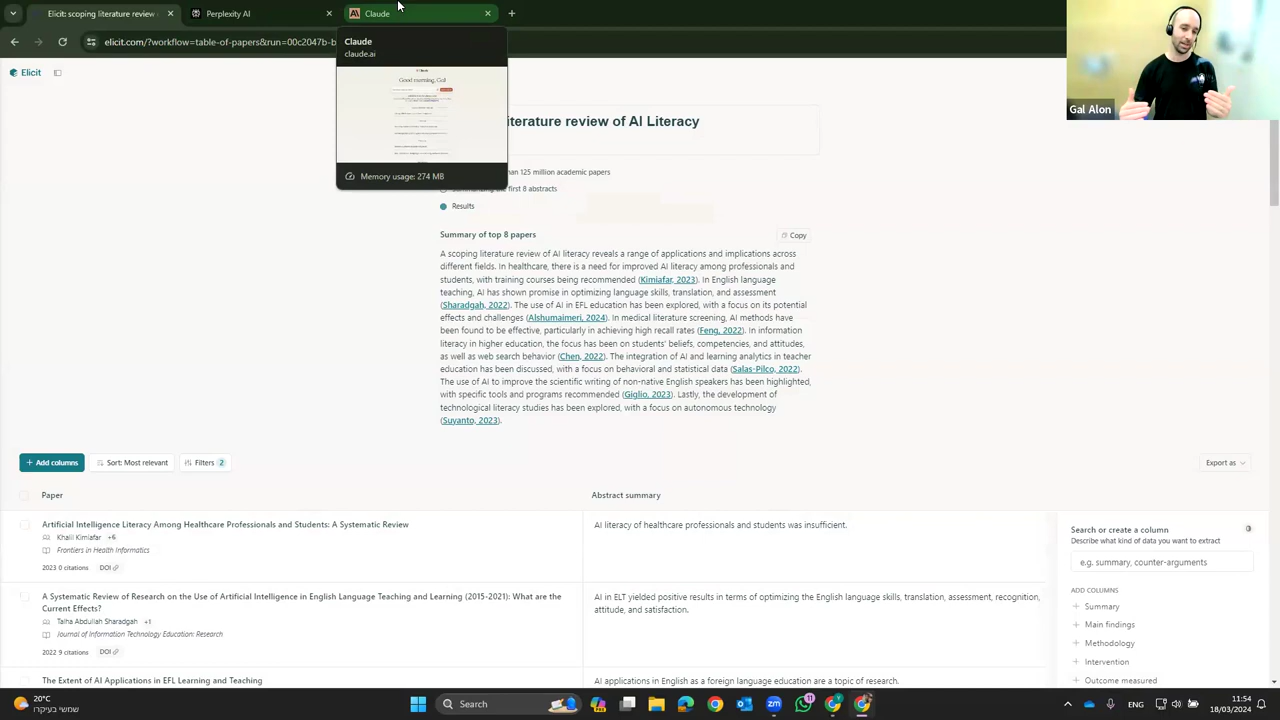 Elicit scoping literature rev
Perplexity AI
Claude
elicit.com/?workflow=table-of-papers&run=00c2047b-b
Claude
claude.ai
Good morning, Gal
Memory usage: 274 MB
Elicit
iterature review of AI Literacy
an 125 million academic papers
Summarizing the first 8 abstracts
Results
Summary of top 8 papers
Copy
A scoping literature review of AI literacy reveals a range of applications and implications across
different fields. In healthcare, there is a need for improved AI literacy among professionals and
students, with training courses being recommended (Kimiafar, 2023). In English language
teaching, AI has shown promise in optimizing language skills, translation, and assessment
(Sharadgah, 2022). The use of AI in EFL education has been explored, with a focus on its potential
effects and challenges (Alshumaimeri, 2024). In medical literature screening, AI methods have
been found to be effective, particularly in achieving high recall rates (Feng, 2022). In information
literacy in higher education, the focus has been on students' beliefs, competencies, and attitudes,
as well as web search behavior (Chen, 2022). The integration of AI and learning analytics in teacher
education has been discussed, with a focus on behavioral and statistical data (Salas-Pilco, 2022).
The use of AI to improve the scientific writing of non-native English speakers has been highlighted,
with specific tools and programs recommended (Giglio, 2023). Lastly, the development of
technological literacy studies has been explored, with a focus on autonomous technology
(Suyanto, 2023).
+ Add columns
Sort: Most relevant
Filters 2
Export as
Paper
Abstract summary
Artificial Intelligence Literacy Among Healthcare Professionals and Students: A Systematic Review
Khalil Kimiafar +6
Frontiers in Health Informatics
2023 0 citations DOI
AI literacy of healthcare professionals and students was insufficient.
A Systematic Review of Research on the Use of Artificial Intelligence in English Language Teaching and Learning (2015-2021): What are the
Current Effects?
Talha Abdullah Sharadgah +1
Journal of Information Technology Education: Research
2022 9 citations DOI
AI in ELT yielded positive results in terms of optimizing the English language skills, translation, assessment, recognition,
attitude, and satisfaction.
The Extent of AI Applications in EFL Learning and Teaching
AI applications in English as a foreign language education are a topic of research.
Search or create a column
Describe what kind of data you want to extract
e.g. summary, counter-arguments
ADD COLUMNS
+ Summary
+ Main findings
+ Methodology
+ Intervention
+ Outcome measured
Gal Alon
20°C
שמשי בעיקרו
Search
11
ENG
11:54
18/03/2024